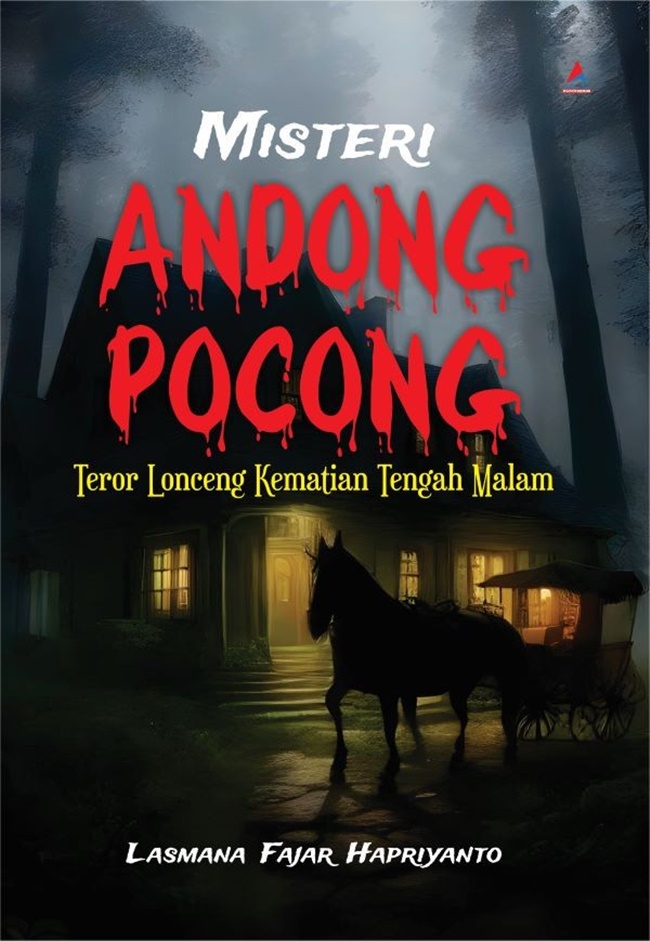 MISTERI
ANDONG
POCONG
Teror Lonceng Kematian Tengah Malam
LASMANA FAJAR HAPRIYANTO